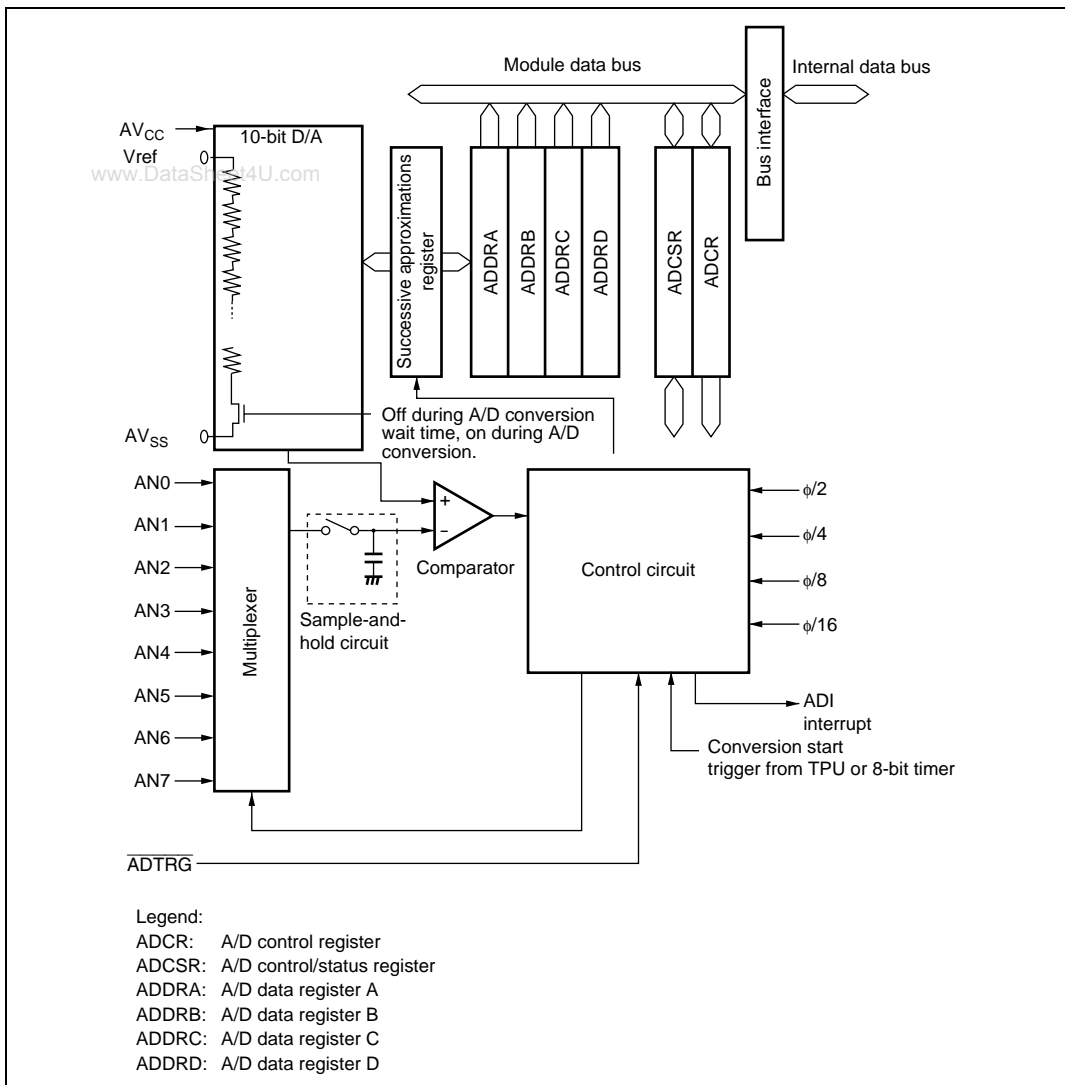 Module data bus
Internal data bus
Bus interface
AVCC
Vref
10-bit D/A
www.DataSheet4U.com
Successive approximations
register
ADDRA
ADDRB
ADDRC
ADDRD
ADCSR
ADCR
AVSS
Off during A/D conversion
wait time, on during A/D
conversion.
AN0
AN1
AN2
AN3
AN4
AN5
AN6
AN7
Multiplexer
+
−
Comparator
Sample-and-
hold circuit
Control circuit
ϕ/2
ϕ/4
ϕ/8
ϕ/16
ADI
interrupt
Conversion start
trigger from TPU or 8-bit timer
ADTRG
Legend:
ADCR: A/D control register
ADCSR: A/D control/status register
ADDRA: A/D data register A
ADDRB: A/D data register B
ADDRC: A/D data register C
ADDRD: A/D data register D